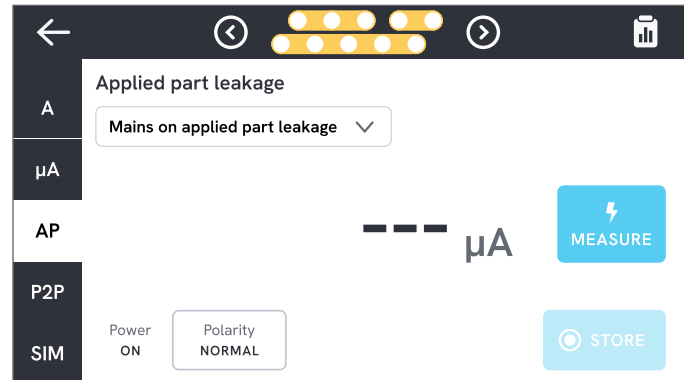 Applied part leakage
A
Mains on applied part leakage
µA
AP
--- µA
MEASURE
P2P
Power
ON
Polarity
NORMAL
STORE
SIM